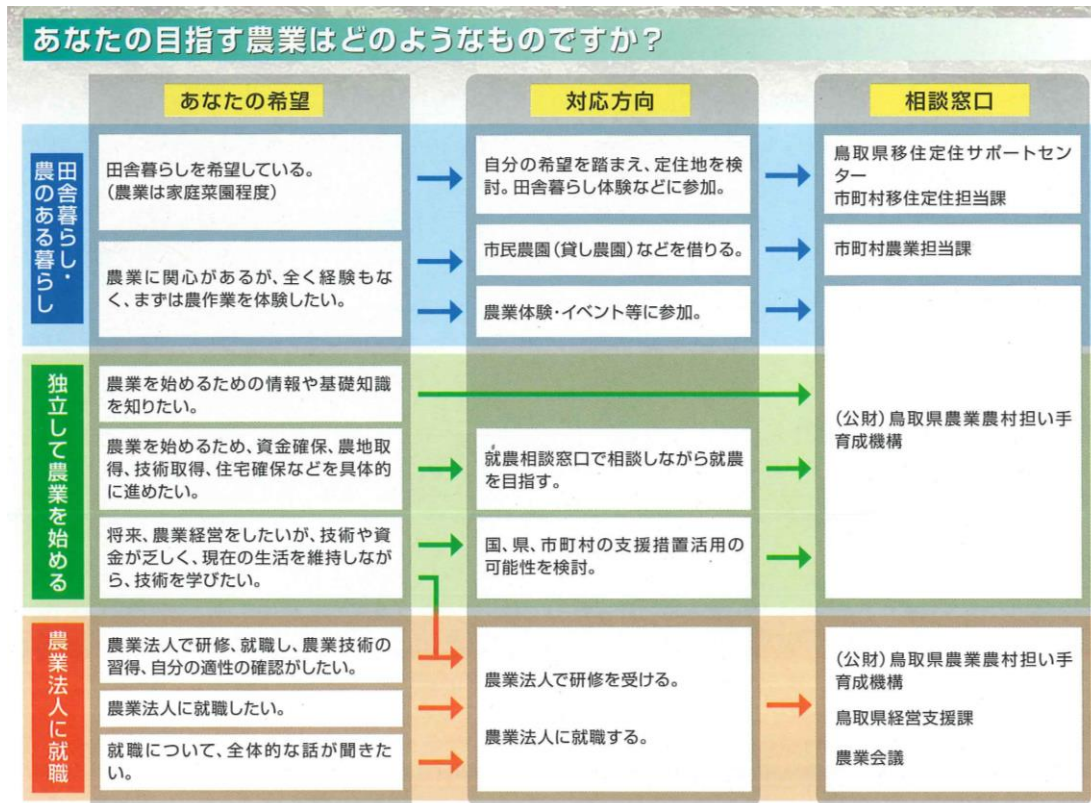 あなたの目指す農業はどのようなものですか？
あなたの希望
対応方向
相談窓口
田舎暮らし・
農のある暮らし
田舎暮らしを希望している。
（農業は家庭菜園程度）
自分の希望を踏まえ、定住地を検
討。田舎暮らし体験などに参加。
鳥取県移住定住サポートセン
ター
市町村移住定住担当課
農業に関心があるが、全く経験もな
く、まずは農作業を体験したい。
市民農園（貸し農園）などを借りる。
市町村農業担当課
農業体験・イベント等に参加。
独立して農業を始める
農業を始めるための情報や基礎知識
を知りたい。
農業を始めるため、資金確保、農地取
得、技術取得、住宅確保などを具体的
に進めたい。
就農相談窓口で相談しながら就農
を目指す。
（公財）鳥取県農業農村担い手
育成機構
将来、農業経営をしたいが、技術や資
金が乏しく、現在の生活を維持しなが
ら、技術を学びたい。
国、県、市町村の支援措置活用の
可能性を検討。
農業法人に就職
農業法人で研修、就職し、農業技術の
習得、自分の適性の確認がしたい。
農業法人に就職したい。
就職について、全体的な話が聞きた
い。
農業法人で研修を受ける。
農業法人に就職する。
（公財）鳥取県農業農村担い手
育成機構
鳥取県経営支援課
農業会議